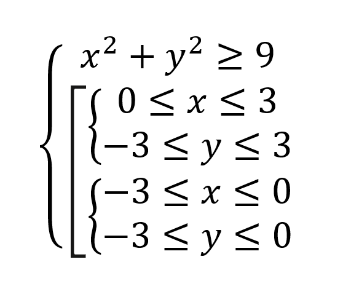 x² + y² ≥ 9
0 ≤ x ≤ 3
−3 ≤ y ≤ 3
−3 ≤ x ≤ 0
−3 ≤ y ≤ 0